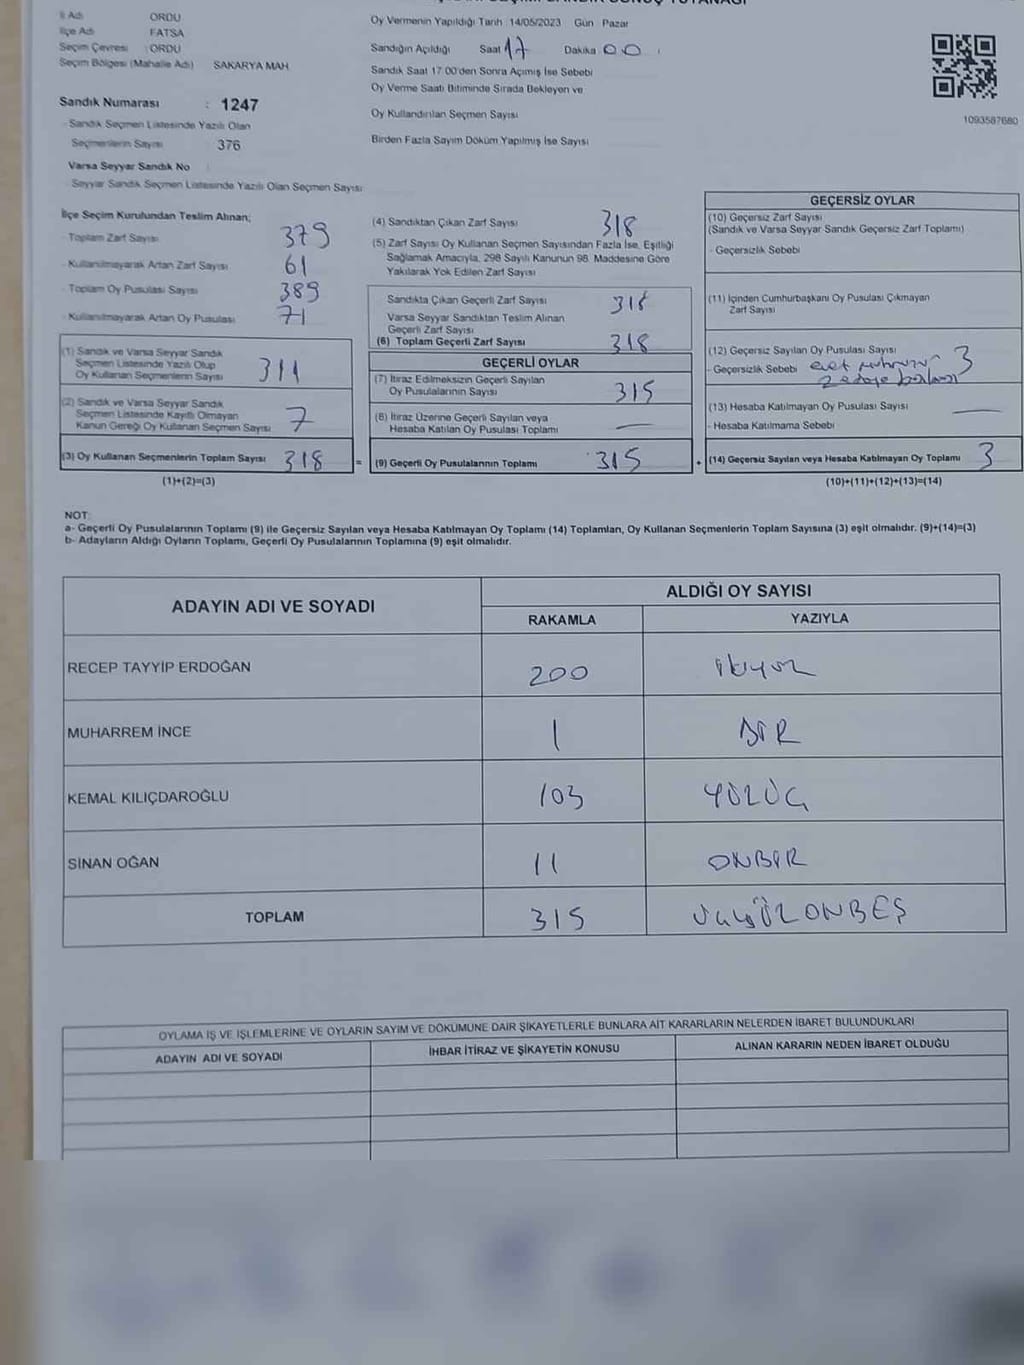 İl Adı ORDU
İlçe Adı FATSA
Seçim Çevresi : ORDU
Seçim Bölgesi (Mahalle Adı) SAKARYA MAH.
Sandık Numarası : 1247
Sandık Seçmen Listesinde Yazılı Olan
Seçmenlerin Sayısı 376
Varsa Seyyar Sandık No
Seyyar Sandık Seçmen Listesinde Yazılı Olan Seçmen Sayısı
Oy Vermenin Yapıldığı Tarih : 14/05/2023 Gün Pazar
Sandığın Açıldığı Saat 17 Dakika 00
Sandık Saat 17:00'den Sonra Açımış İse Sebebi
Oy Verme Saati Bitiminde Sırada Bekleyen ve
Oy Kullandırılan Seçmen Sayısı
Birden Fazla Sayım Döküm Yapılmış İse Sayısı
1093587680
İlçe Seçim Kurulundan Teslim Alınan;
- Toplam Zarf Sayısı 379
- Kullanılmayarak Artan Zarf Sayısı 61
- Toplam Oy Pusulası Sayısı 389
- Kullanılmayarak Artan Oy Pusulası 71
(1) Sandık ve Varsa Seyyar Sandık
Seçmen Listesinde Yazılı Olup
Oy Kullanan Seçmenlerin Sayısı 311
(2) Sandık ve Varsa Seyyar Sandık
Seçmen Listesinde Kayıtlı Olmayan
Kanun Gereği Oy Kullanan Seçmen Sayısı 7
(3) Oy Kullanan Seçmenlerin Toplam Sayısı 318 =
(1)+(2)=(3)
(4) Sandıktan Çıkan Zarf Sayısı 318
(5) Zarf Sayısı Oy Kullanan Seçmen Sayısından Fazla İse, Eşitliği
Sağlamak Amacıyla, 298 Sayılı Kanunun 98. Maddesine Göre
Yakılarak Yok Edilen Zarf Sayısı
Sandıkta Çıkan Geçerli Zarf Sayısı 318
Varsa Seyyar Sandıktan Teslim Alınan
Geçerli Zarf Sayısı
(6) Toplam Geçerli Zarf Sayısı 318
GEÇERLİ OYLAR
(7) İtiraz Edilmeksizin Geçerli Sayılan
Oy Pusulalarının Sayısı 315
(8) İtiraz Üzerine Geçerli Sayılan veya
Hesaba Katılan Oy Pusulası Toplamı —
(9) Geçerli Oy Pusulalarının Toplamı 315 +
GEÇERSİZ OYLAR
(10) Geçersiz Zarf Sayısı
(Sandık ve Varsa Seyyar Sandık Geçersiz Zarf Toplamı)
- Geçersizlik Sebebi
(11) İçinden Cumhurbaşkanı Oy Pusulası Çıkmayan
Zarf Sayısı
(12) Geçersiz Sayılan Oy Pusulası Sayısı 3
- Geçersizlik Sebebi evet mührünün
(13) Hesaba Katılmayan Oy Pusulası Sayısı —
- Hesaba Katılmama Sebebi
(14) Geçersiz Sayılan veya Hesaba Katılmayan Oy Toplamı 3
(10)+(11)+(12)+(13)=(14)
NOT:
a- Geçerli Oy Pusulalarının Toplamı (9) ile Geçersiz Sayılan veya Hesaba Katılmayan Oy Toplamı (14) Toplamları, Oy Kullanan Seçmenlerin Toplam Sayısına (3) eşit olmalıdır. (9)+(14)=(3)
b- Adayların Aldığı Oyların Toplamı, Geçerli Oy Pusulalarının Toplamına (9) eşit olmalıdır.
ADAYIN ADI VE SOYADI ALDIĞI OY SAYISI
RAKAMLA YAZIYLA
RECEP TAYYİP ERDOĞAN 200 ikiyüz
MUHARREM İNCE 1 BİR
KEMAL KILIÇDAROĞLU 103 YÜZÜÇ
SİNAN OĞAN 11 ONBİR
TOPLAM 315 ÜÇYÜZONBEŞ
OYLAMA İŞ VE İŞLEMLERİNE VE OYLARIN SAYIM VE DÖKÜMÜNE DAİR ŞİKAYETLERLE BUNLARA AİT KARARLARIN NELERDEN İBARET BULUNDUKLARI
ADAYIN ADI VE SOYADI İHBAR İTİRAZ VE ŞİKAYETİN KONUSU ALINAN KARARIN NEDEN İBARET OLDUĞU